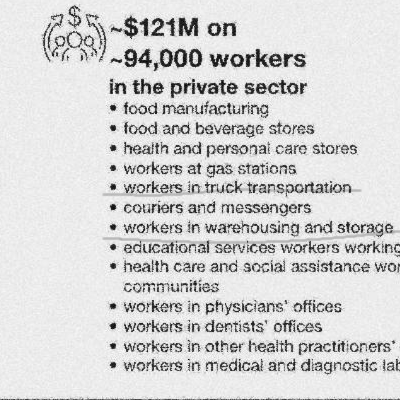 $
~$121M on
~94,000 workers
in the private sector
• food manufacturing
• food and beverage stores
• health and personal care stores
• workers at gas stations
• workers in truck transportation
• couriers and messengers
• workers in warehousing and storage
• educational services workers working
• health care and social assistance
communities
• workers in physicians' offices
• workers in dentists' offices
• workers in other health practitioners'
• workers in medical and diagnostic